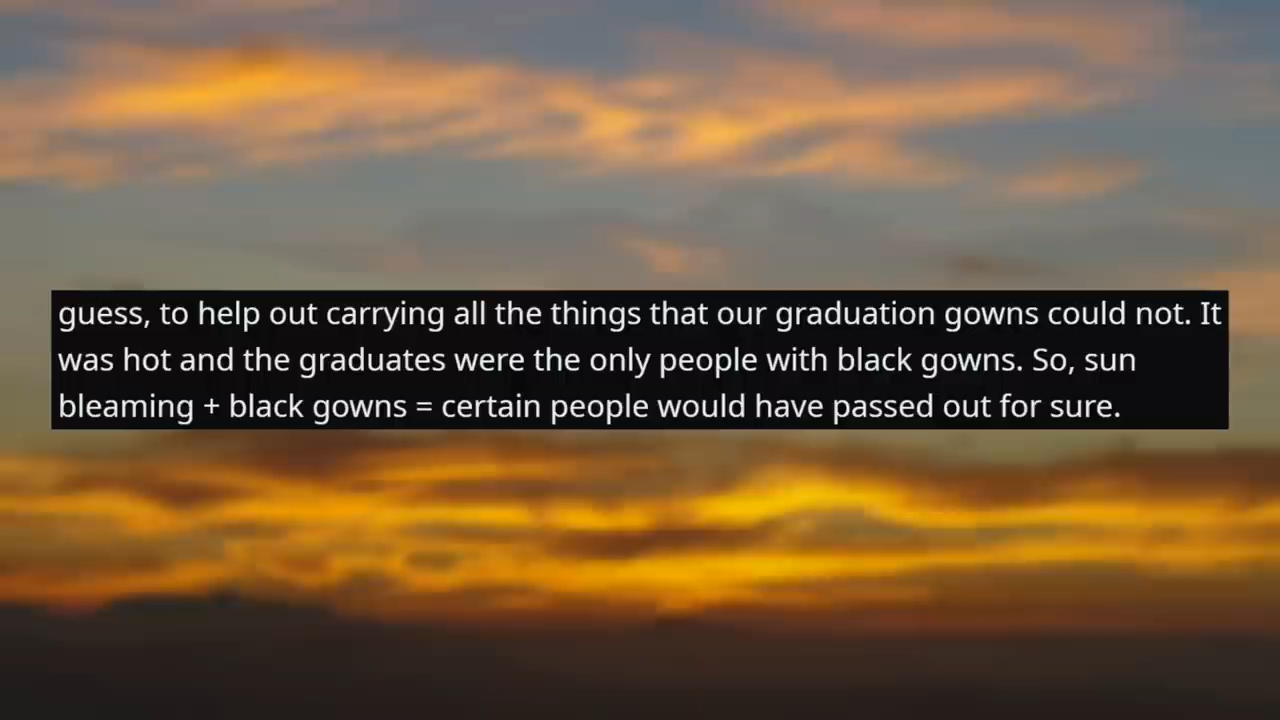 guess, to help out carrying all the things that our graduation gowns could not. It
was hot and the graduates were the only people with black gowns. So, sun
bleaming + black gowns = certain people would have passed out for sure.